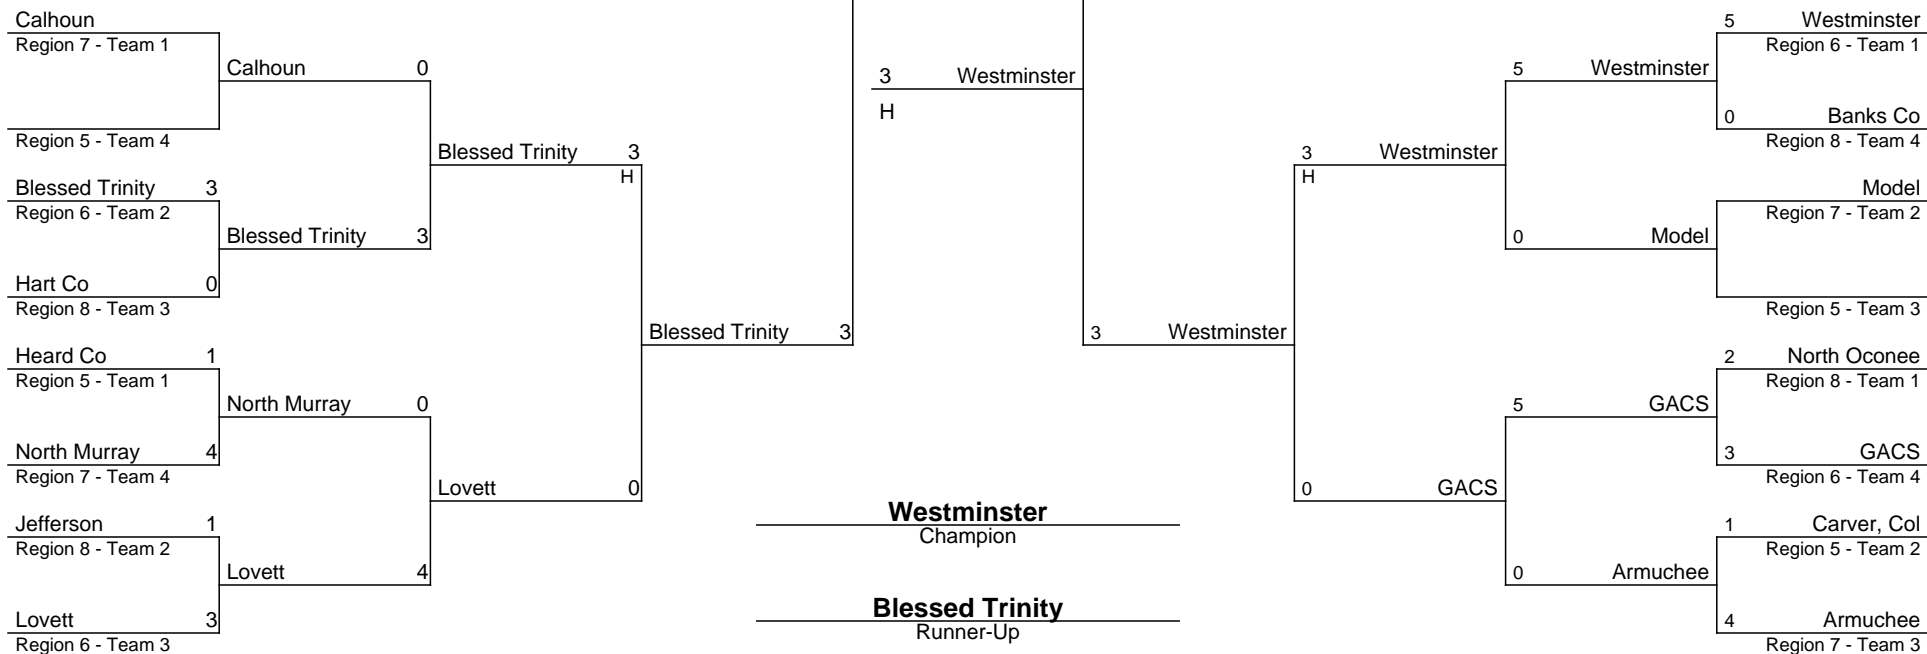 Calhoun
Region 7 - Team 1
Calhoun 0
Region 5 - Team 4
Blessed Trinity 3
H
Blessed Trinity 3
Region 6 - Team 2
Blessed Trinity 3
Hart Co 0
Region 8 - Team 3
Blessed Trinity 3
Heard Co 1
Region 5 - Team 1
North Murray 0
North Murray 4
Region 7 - Team 4
Lovett 0
Jefferson 1
Region 8 - Team 2
Lovett 4
Lovett 3
Region 6 - Team 3
3 Westminster
H
3 Westminster
Westminster
Champion
Blessed Trinity
Runner-Up
5 Westminster
Region 6 - Team 1
5 Westminster
0 Banks Co
Region 8 - Team 4
3 Westminster
H
Model
Region 7 - Team 2
0 Model
Region 5 - Team 3
2 North Oconee
Region 8 - Team 1
5 GACS
3 GACS
Region 6 - Team 4
0 GACS
1 Carver, Col
Region 5 - Team 2
0 Armuchee
4 Armuchee
Region 7 - Team 3